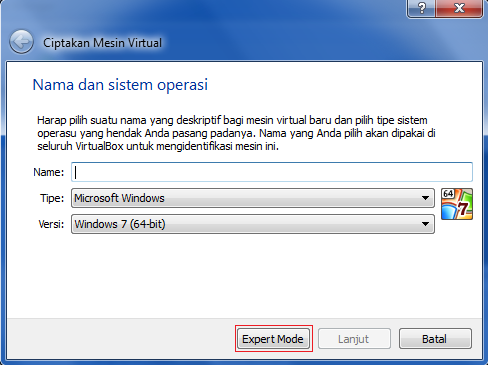 ?
Ciptakan Mesin Virtual
Nama dan sistem operasi
Harap pilih suatu nama yang deskriptif bagi mesin virtual baru dan pilih tipe sistem
operasu yang hendak Anda pasang padanya. Nama yang Anda pilih akan dipakai di
seluruh VirtualBox untuk mengidentifikasi mesin ini.
Name:
Tipe: Microsoft Windows
64
7
Versi: Windows 7 (64-bit)
Expert Mode Lanjut Batal